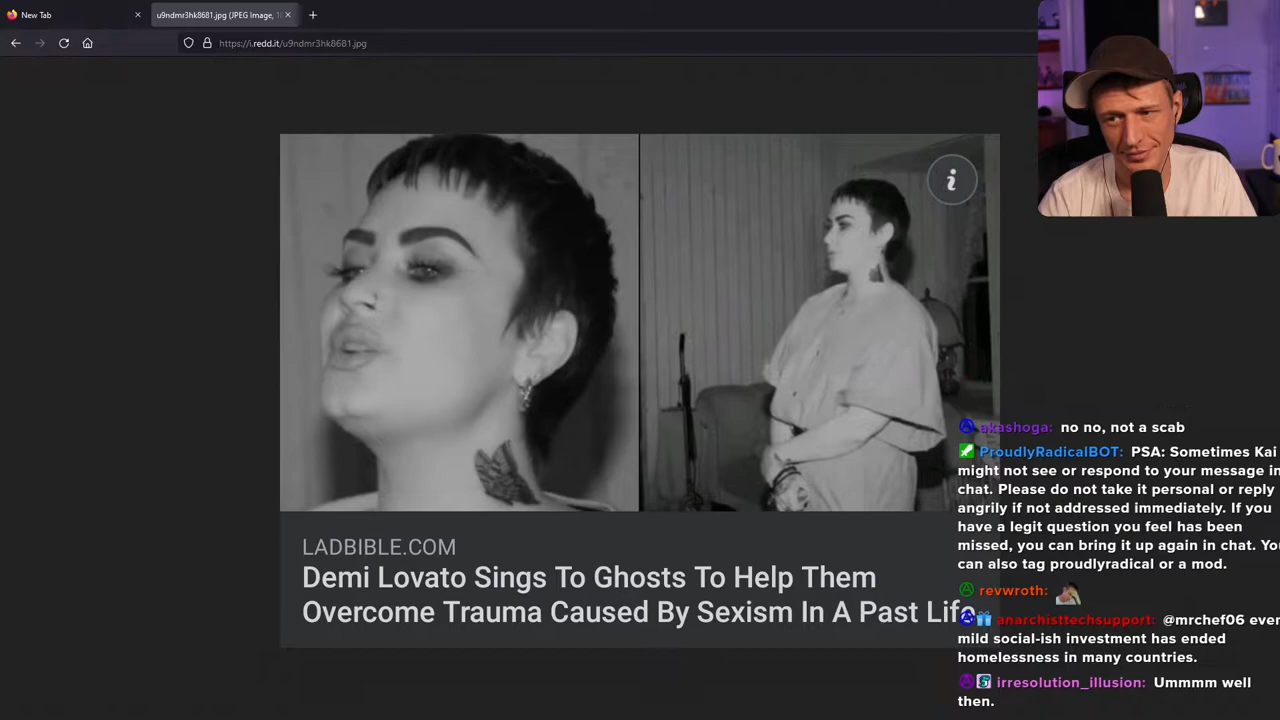 New Tab
u9ndmr3hk8681.jpg (JPEG Image, 1
https://i.redd.it/u9ndmr3hk8681.jpg
i
LADBIBLE.COM
Demi Lovato Sings To Ghosts To Help Them
Overcome Trauma Caused By Sexism In A Past Life
akashoga: no no, not a scab
ProudlyRadicalBOT: PSA: Sometimes Kai
might not see or respond to your message in
chat. Please do not take it personal or reply
angrily if not addressed immediately. If you
have a legit question you feel has been
missed, you can bring it up again in chat. You
can also tag proudlyradical or a mod.
revwroth:
anarchisttechsupport: @mrchef06 even
mild social-ish investment has ended
homelessness in many countries.
irresolution_illusion: Ummmm well
then.